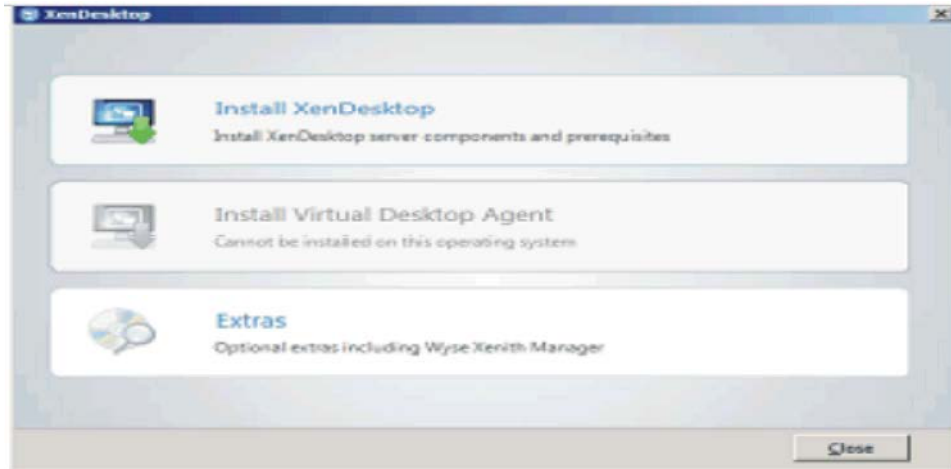 XenDesktop
Install XenDesktop
Install XenDesktop server components and prerequisites
Install Virtual Desktop Agent
Cannot be installed on this operating system
Extras
Optional extras including Wyse Xenith Manager
Close